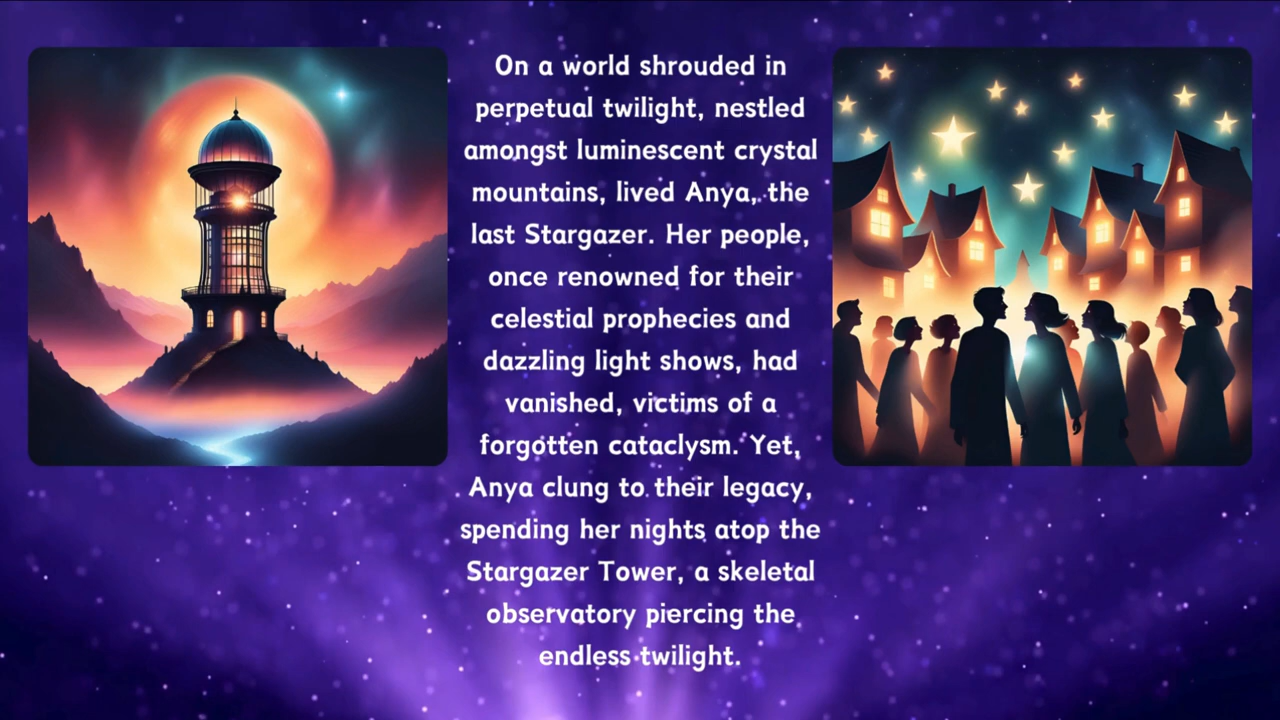 On a world shrouded in
perpetual twilight, nestled
amongst luminescent crystal
mountains, lived Anya, the
last Stargazer. Her people,
once renowned for their
celestial prophecies and
dazzling light shows, had
vanished, victims of a
forgotten cataclysm. Yet,
Anya clung to their legacy,
spending her nights atop the
Stargazer Tower, a skeletal
observatory piercing the
endless twilight.